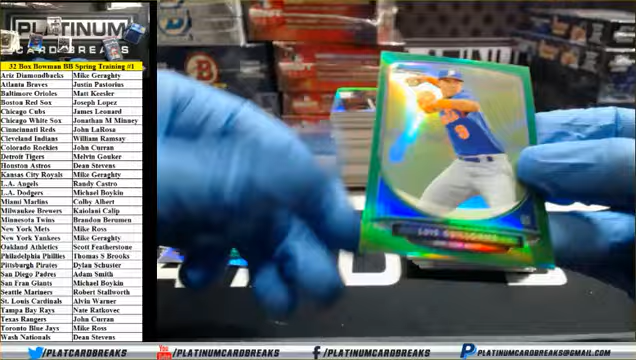 PLATINUM
CARD BREAKS
32 Box Bowman BB Spring Training #1
Ariz Diamondbacks Mike Geraghty
Atlanta Braves Justin Pastorius
Baltimore Orioles Matt Keesler
Boston Red Sox Joseph Lopez
Chicago Cubs James Leonard
Chicago White Sox Jonathan M Minney
Cinncinnati Reds John LaRosa
Cleveland Indians William Ramsay
Colorado Rockies John Curran
Detroit Tigers Melvin Gouker
Houston Astros Dean Stevens
Kansas City Royals Mike Geraghty
L.A. Angels Randy Castro
L.A. Dodgers Michael Boykin
Miami Marlins Colby Albert
Milwaukee Brewers Kaiolani Calip
Minnesota Twins Brandon Berumen
New York Mets Mike Ross
New York Yankees Mike Geraghty
Oakland Athletics Scott Featherstone
Philadelphia Phillies Thomas S Brooks
Pittsburgh Pirates Dylan Schuster
San Diego Padres Adam Smith
San Fran Giants Michael Boykin
Seattle Mariners Robert Stallworth
St. Louis Cardinals Alvin Warner
Tampa Bay Rays Nate Ratkovec
Texas Rangers John Curran
Toronto Blue Jays Mike Ross
Wash Nationals Dean Stevens
/PLATCARDBREAKS
You Tube /PLATINUMCARDBREAKS
/PLATINUMCARDBREAKS
@PLATINUMCARDBREAKS